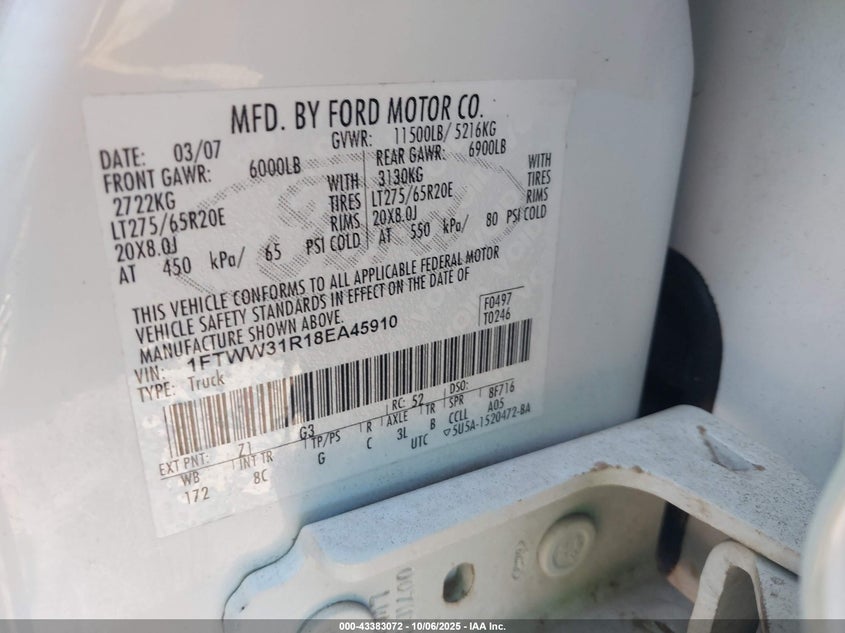 MFD. BY FORD MOTOR CO.
DATE: 03/07 GVWR: 11500LB/ 5216KG
FRONT GAWR: 6000LB REAR GAWR: 6900LB
2722KG WITH 3130KG WITH
LT275/65R20E TIRES LT275/65R20E TIRES
20X8.0J RIMS 20X8.0J RIMS
AT 450 kPa/ 65 PSI COLD AT 550 kPa/ 80 PSI COLD
THIS VEHICLE CONFORMS TO ALL APPLICABLE FEDERAL MOTOR
VEHICLE SAFETY STANDARDS IN EFFECT ON THE DATE OF
MANUFACTURE SHOWN ABOVE.
VIN: 1FTWW31R18EA45910
TYPE: Truck
F0497
T0246
EXT PNT: Z1 G3 RC: 52 DSO:
WB INT TR TP/PS R AXLE TR SPR 8F716
172 8C G C 3L B CCLL A05
UTC ▽5U5A-1520472-BA
000-43383072 - 10/06/2025 - IAA Inc.